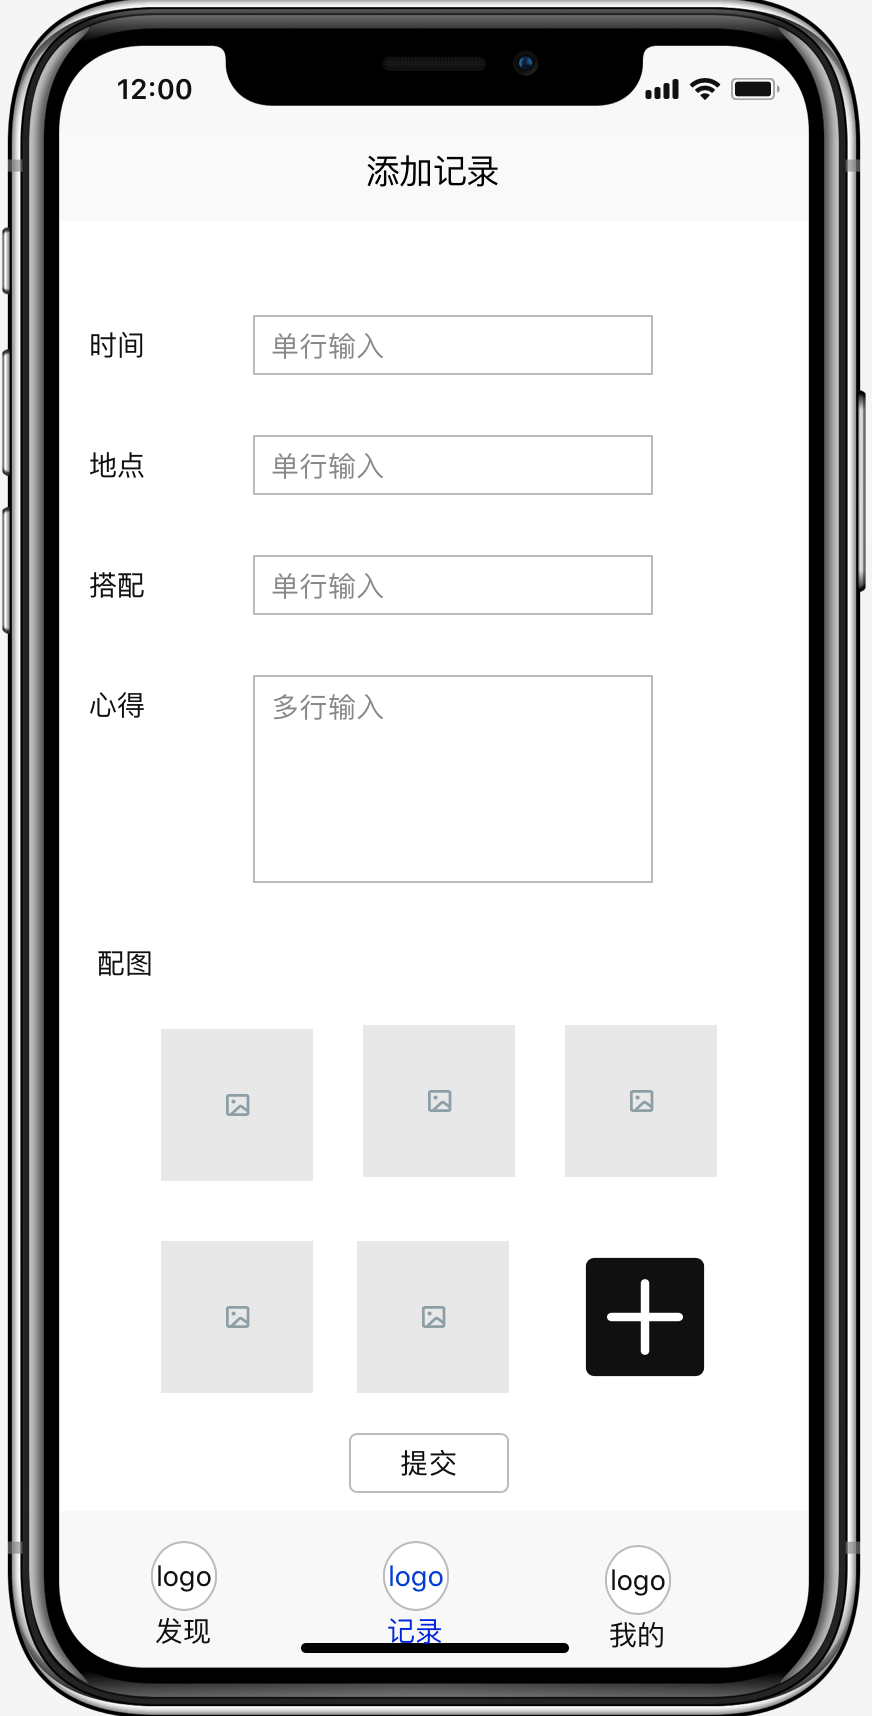 12:00
添加记录
时间
单行输入
地点
单行输入
搭配
单行输入
心得
多行输入
配图
提交
logo
发现
logo
记录
logo
我的